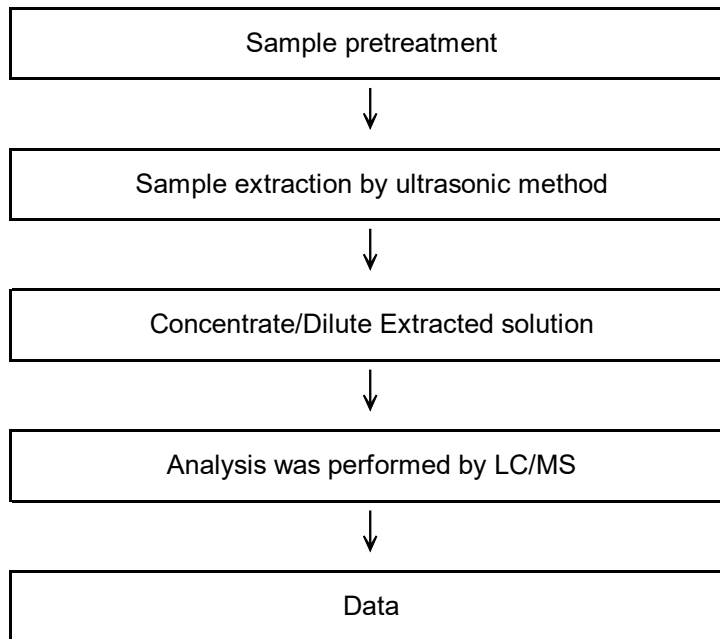 Sample pretreatment
Sample extraction by ultrasonic method
Concentrate/Dilute Extracted solution
Analysis was performed by LC/MS
Data